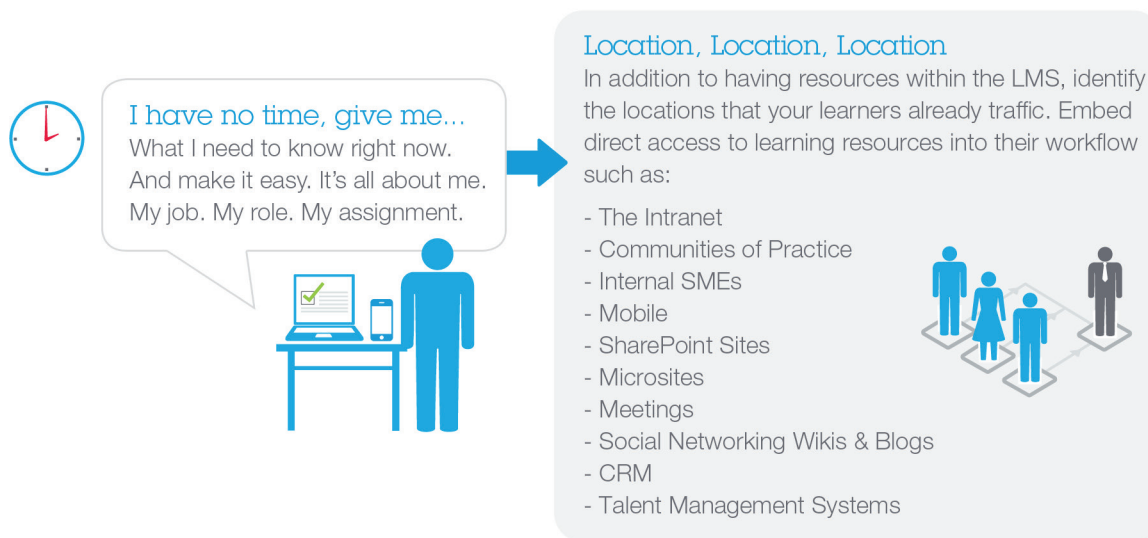 I have no time, give me...
What I need to know right now.
And make it easy. It's all about me.
My job. My role. My assignment.
Location, Location, Location
In addition to having resources within the LMS, identify
the locations that your learners already traffic. Embed
direct access to learning resources into their workflow
such as:
- The Intranet
- Communities of Practice
- Internal SMEs
- Mobile
- SharePoint Sites
- Microsites
- Meetings
- Social Networking Wikis & Blogs
- CRM
- Talent Management Systems